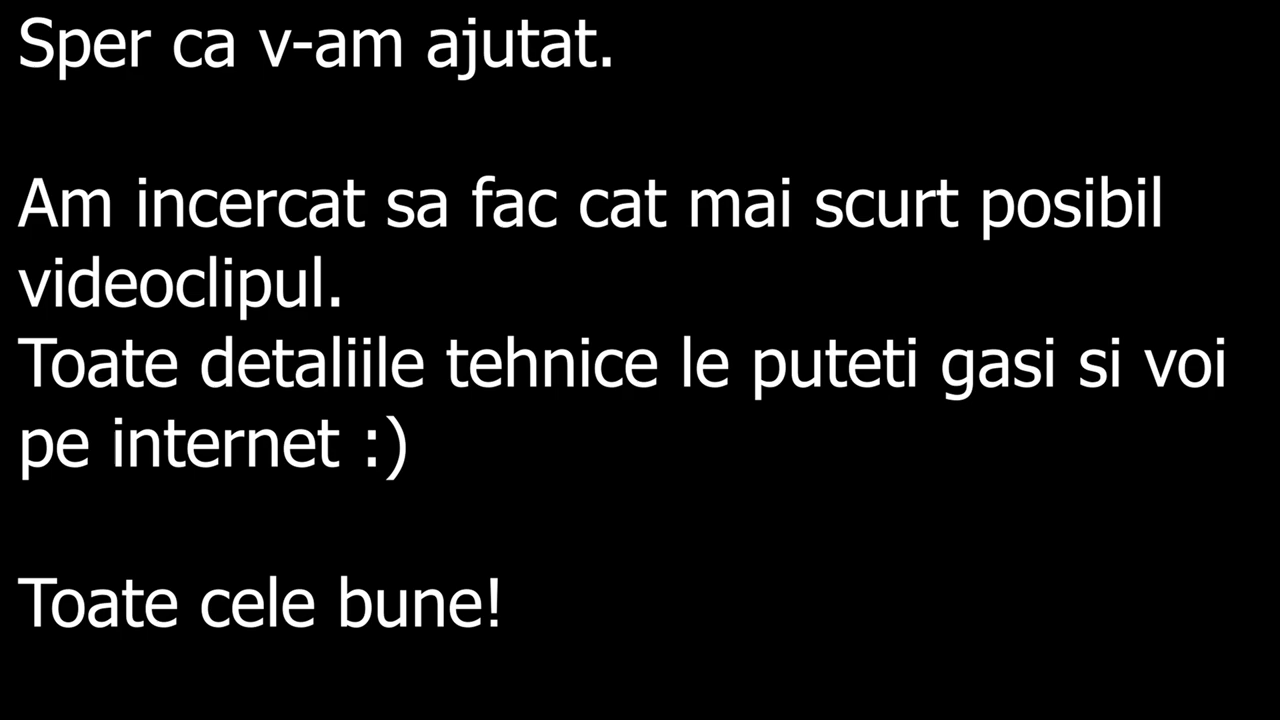 Sper ca v-am ajutat.
Am incercat sa fac cat mai scurt posibil
videoclipul.
Toate detaliile tehnice le puteti gasi si voi
pe internet :)
Toate cele bune!